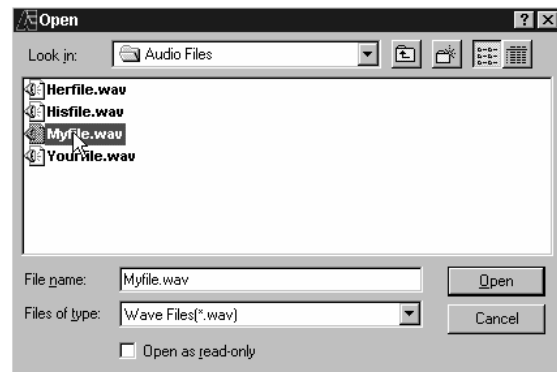 Open
Look in: Audio Files
Herfile.wav
Hisfile.wav
Myfile.wav
Yourfile.wav
File name: Myfile.wav Open
Files of type: Wave Files(*.wav) Cancel
Open as read-only